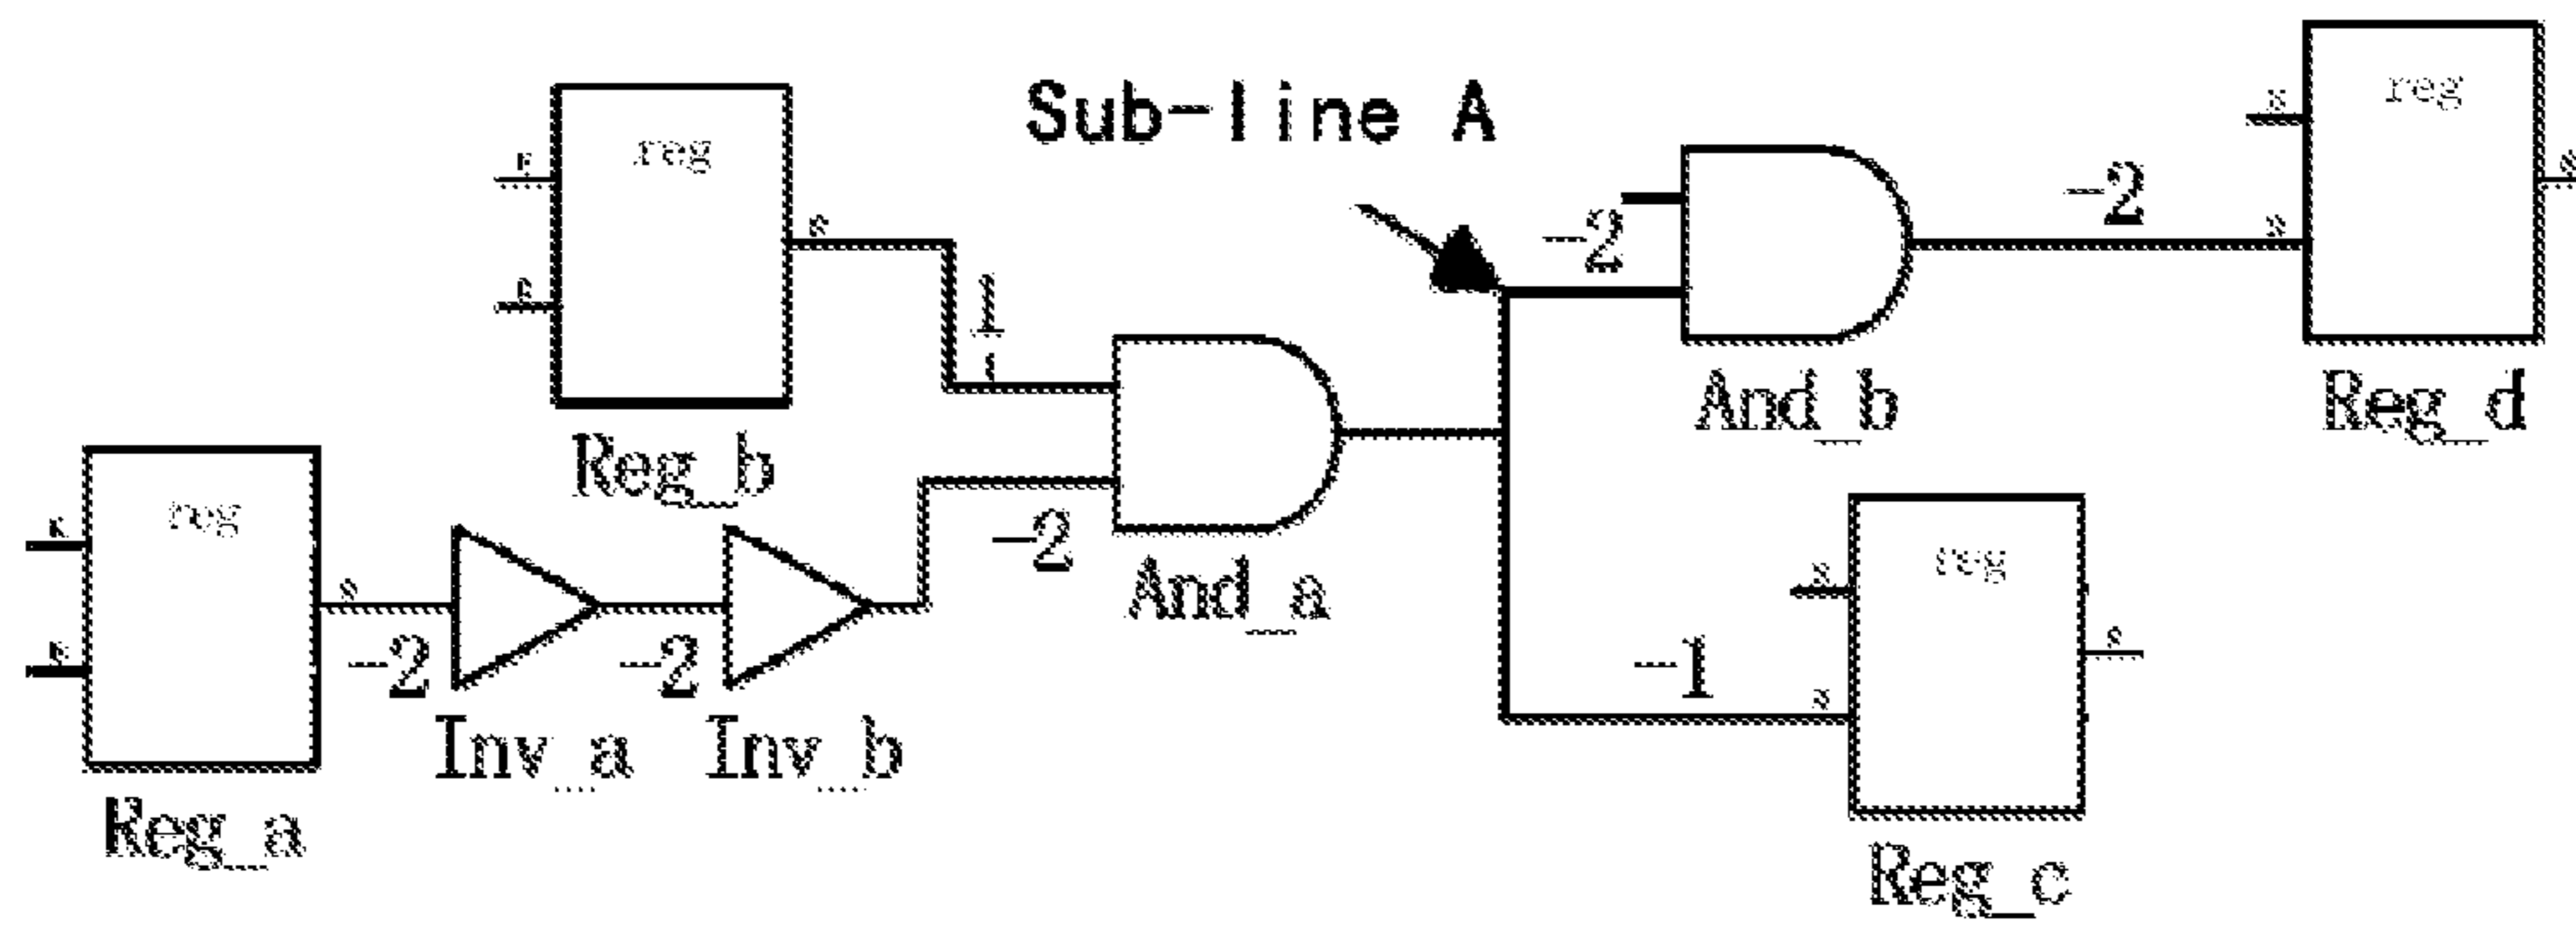 Sub-line A
reg
-2
And_b
-2
reg
Reg_d
reg
Reg_b
1
-2
And_a
reg
Reg_a
-2
Inv_a
-2
Inv_b
-1
reg
Reg_c